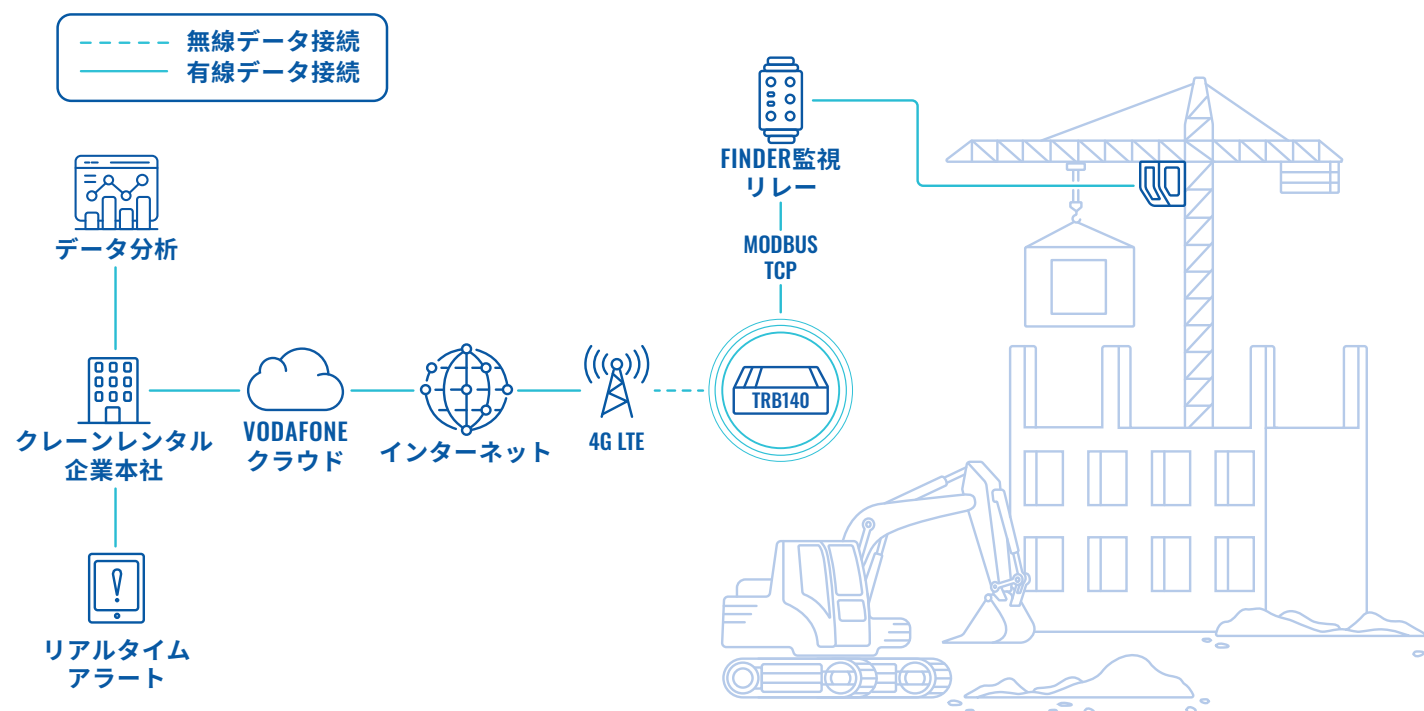 無線データ接続
有線データ接続
FINDER監視
リレー
MODBUS
TCP
TRB140
データ分析
クレーンレンタル
企業本社
VODAFONE
クラウド
インターネット
4G LTE
リアルタイム
アラート